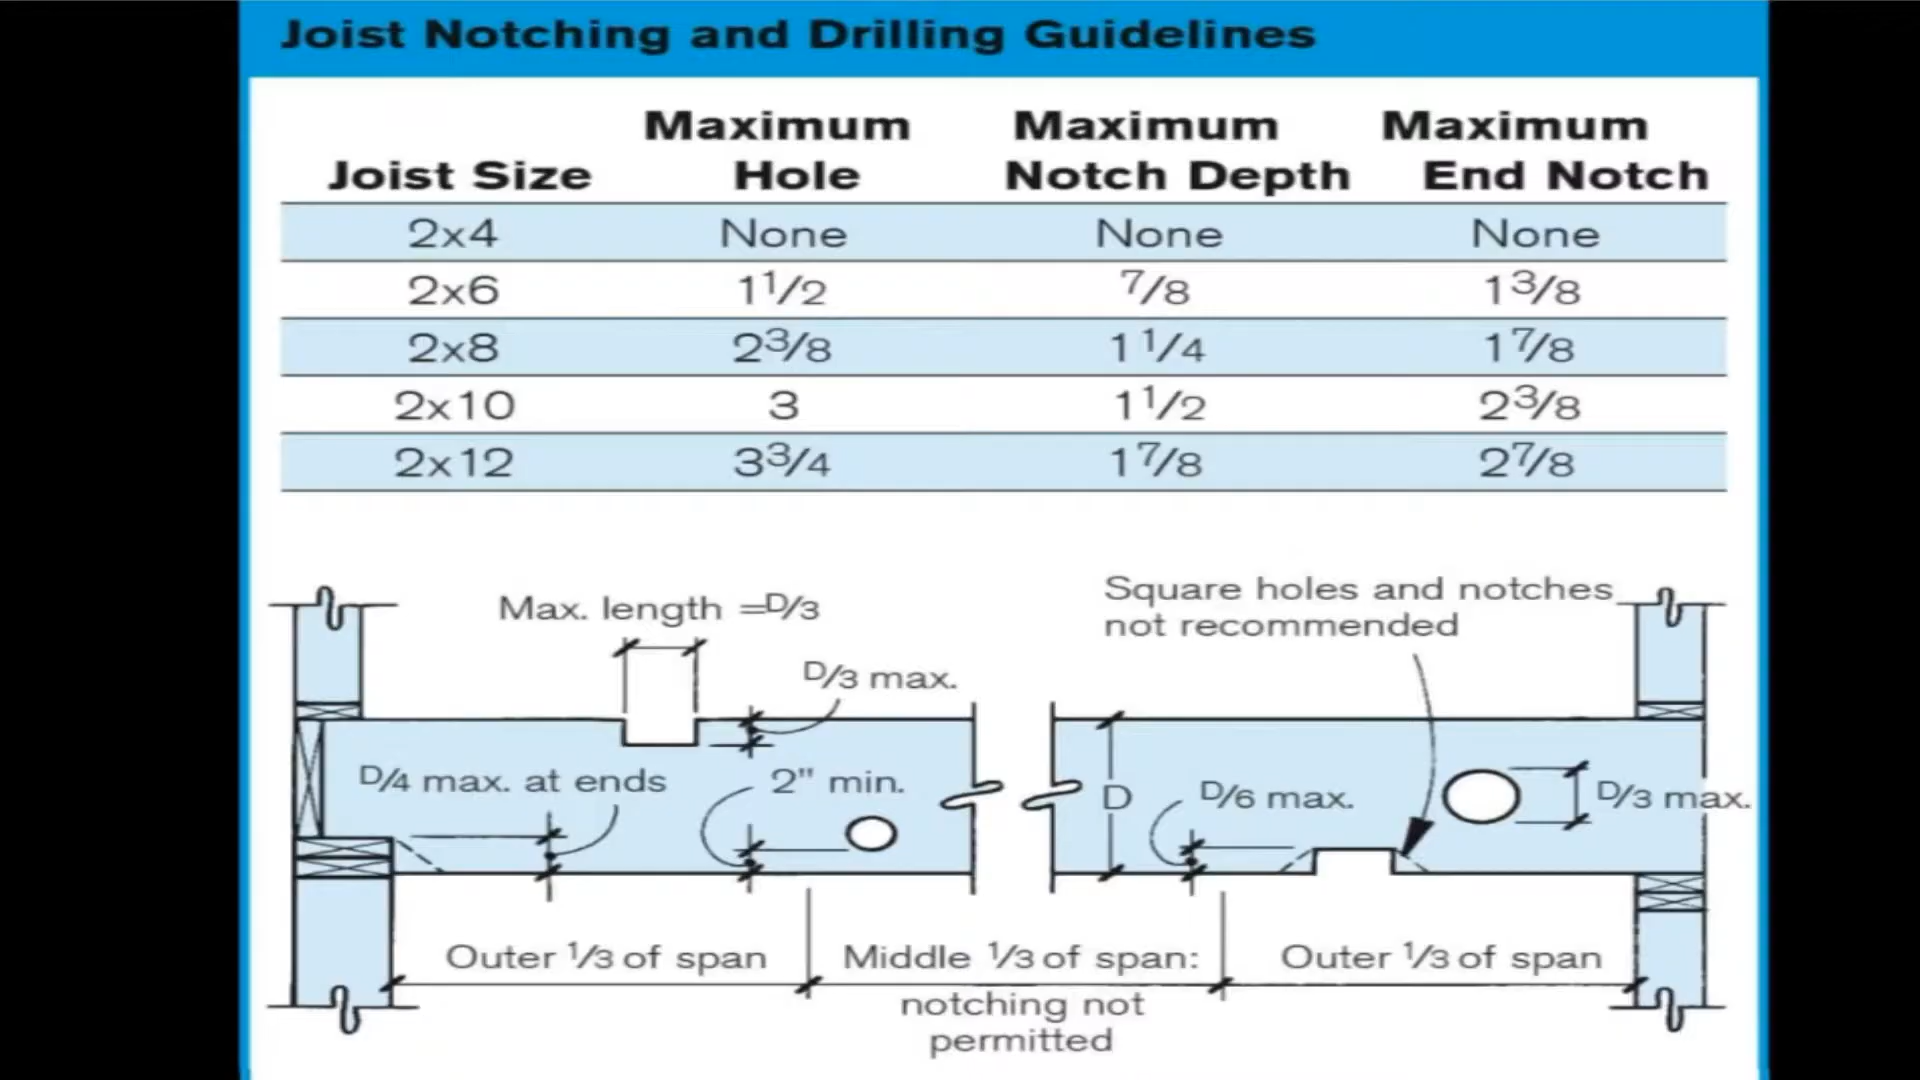 Joist Notching and Drilling Guidelines
Joist Size Maximum Hole Maximum Notch Depth Maximum End Notch
2x4 None None None
2x6 1 1/2 7/8 1 3/8
2x8 2 3/8 1 1/4 1 7/8
2x10 3 1 1/2 2 3/8
2x12 3 3/4 1 7/8 2 7/8
Max. length =D/3
Square holes and notches
not recommended
D/3 max.
D/4 max. at ends
2" min.
D
D/6 max.
D/3 max.
Outer 1/3 of span
Middle 1/3 of span:
notching not
permitted
Outer 1/3 of span